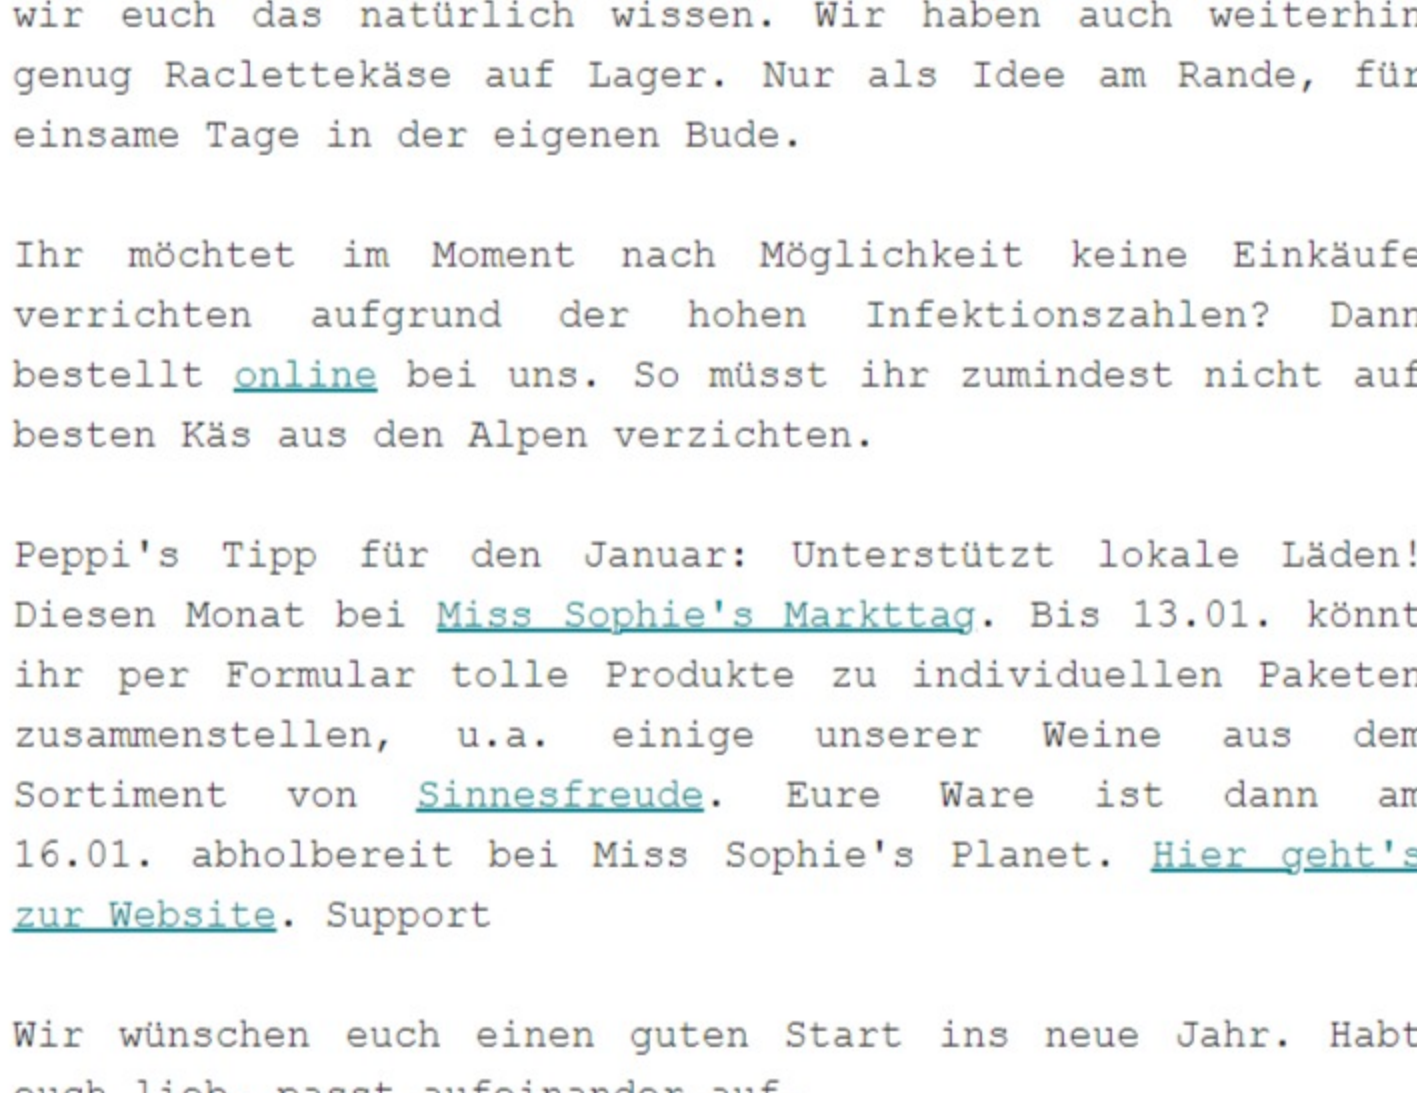 wir euch das natürlich wissen. Wir haben auch weiterhin
genug Raclettekäse auf Lager. Nur als Idee am Rande, für
einsame Tage in der eigenen Bude.
Ihr möchtet im Moment nach Möglichkeit keine Einkäufe
verrichten aufgrund der hohen Infektionszahlen? Dann
bestellt online bei uns. So müsst ihr zumindest nicht auf
besten Käs aus den Alpen verzichten.
Peppi's Tipp für den Januar: Unterstützt lokale Läden!
Diesen Monat bei Miss Sophie's Markttag. Bis 13.01. könnt
ihr per Formular tolle Produkte zu individuellen Paketen
zusammenstellen, u.a. einige unserer Weine aus dem
Sortiment von Sinnesfreude. Eure Ware ist dann am
16.01. abholbereit bei Miss Sophie's Planet. Hier geht's
zur Website. Support
Wir wünschen euch einen guten Start ins neue Jahr. Habt
euch lieb, passt aufeinander auf.